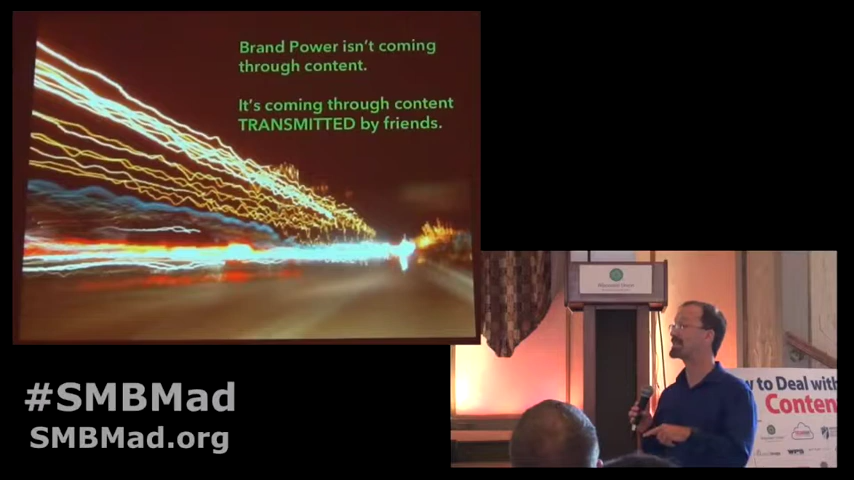 Brand Power isn't coming
through content.
It's coming through content
TRANSMITTED by friends.
w to Deal with
Conten
#SMBMad
SMBMad.org